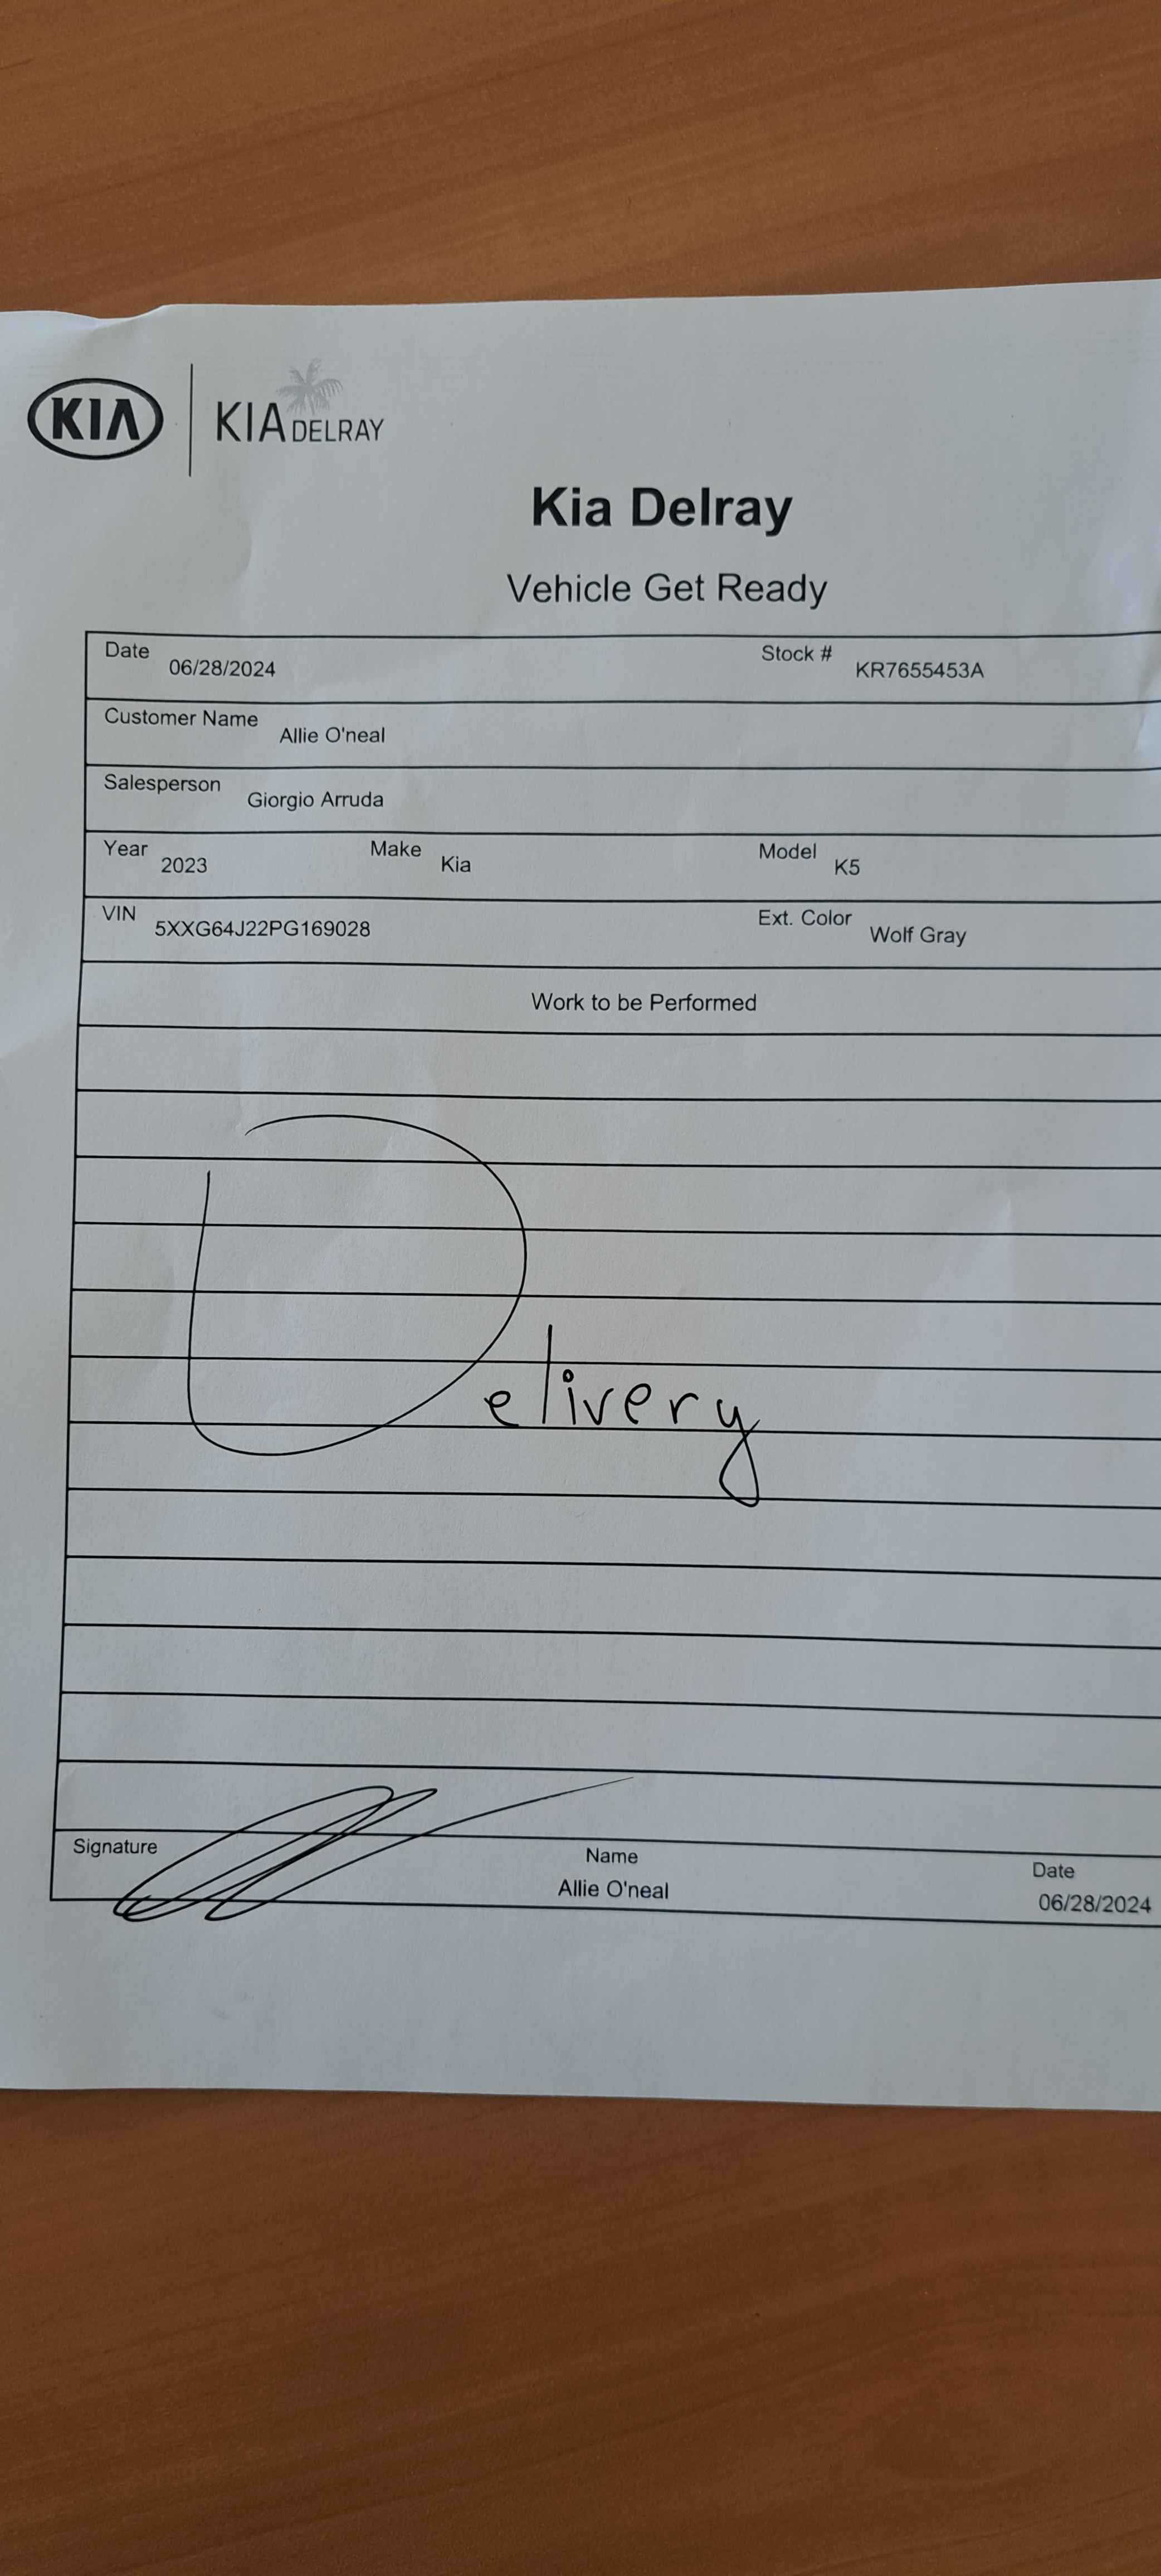 KIA KIA DELRAY
Kia Delray
Vehicle Get Ready
Date 06/28/2024 Stock # KR7655453A
Customer Name Allie O'neal
Salesperson Giorgio Arruda
Year 2023 Make Kia Model K5
VIN 5XXG64J22PG169028 Ext. Color Wolf Gray
Work to be Performed
Delivery
Signature Name Date
Allie O'neal 06/28/2024